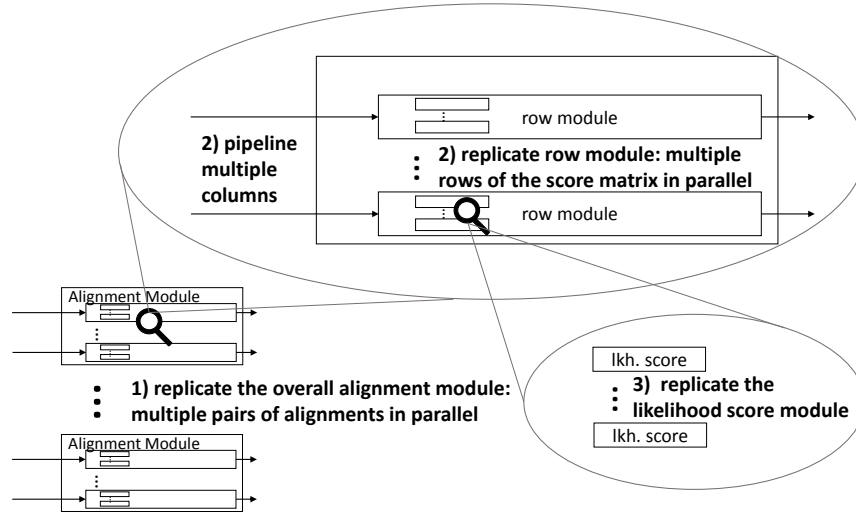 row module
2) pipeline
multiple
columns
2) replicate row module: multiple
rows of the score matrix in parallel
row module
Alignment Module
lkh. score
1) replicate the overall alignment module:
multiple pairs of alignments in parallel
3) replicate the
likelihood score module
lkh. score
Alignment Module